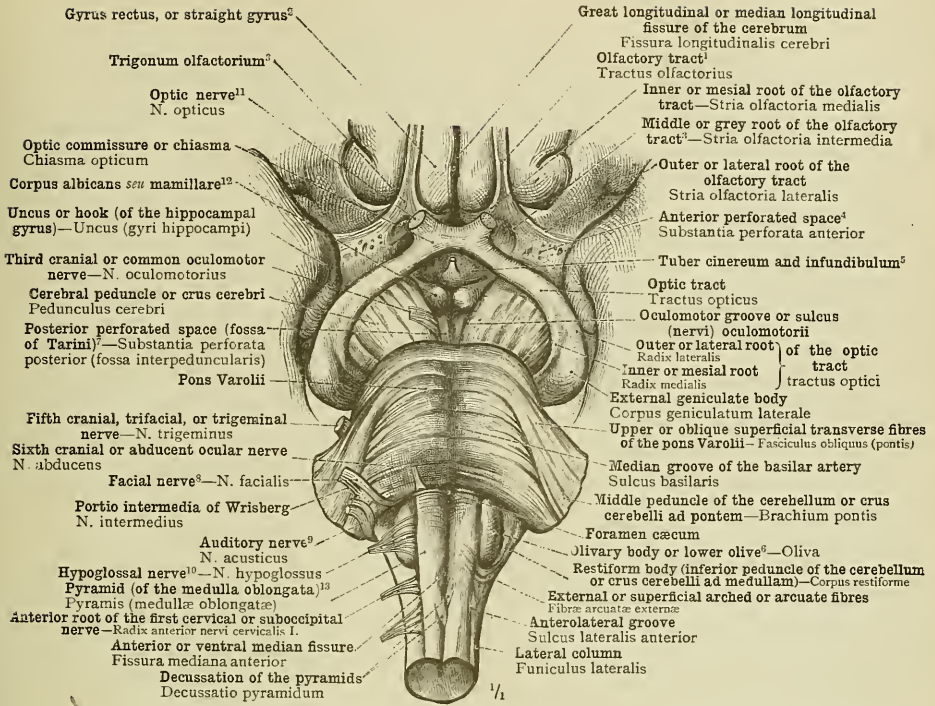 Gyrus rectus, or straight gyrus²
Trigonum olfactorium³
Optic nerve¹¹
N. opticus
Optic commissure or chiasma
Chiasma opticum
Corpus albicans seu mamillare¹²
Uncus or hook (of the hippocampal
gyrus)—Uncus (gyri hippocampi)
Third cranial or common oculomotor
nerve—N. oculomotorius
Cerebral peduncle or crus cerebri
Pedunculus cerebri
Posterior perforated space (fossa
of Tarini)⁷—Substantia perforata
posterior (fossa interpeduncularis)
Pons Varolii
Fifth cranial, trifacial, or trigeminal
nerve—N. trigeminus
Sixth cranial or abducent ocular nerve
N. abducens
Facial nerve⁸—N. facialis
Portio intermedia of Wrisberg
N. intermedius
Auditory nerve⁹
N. acusticus
Hypoglossal nerve¹⁰—N. hypoglossus
Pyramid (of the medulla oblongata)¹³
Pyramis (medullæ oblongatæ)
Anterior root of the first cervical or suboccipital
nerve—Radix anterior nervi cervicalis I.
Anterior or ventral median fissure
Fissura mediana anterior
Decussation of the pyramids
Decussatio pyramidum
Great longitudinal or median longitudinal
fissure of the cerebrum
Fissura longitudinalis cerebri
Olfactory tract¹
Tractus olfactorius
Inner or mesial root of the olfactory
tract—Stria olfactoria medialis
Middle or grey root of the olfactory
tract³—Stria olfactoria intermedia
Outer or lateral root of the
olfactory tract
Stria olfactoria lateralis
Anterior perforated space⁴
Substantia perforata anterior
Tuber cinereum and infundibulum⁵
Optic tract
Tractus opticus
Oculomotor groove or sulcus
(nervi) oculomotorii
Outer or lateral root
Radix lateralis
Inner or mesial root
Radix medialis
of the optic
tract
tractus optici
External geniculate body
Corpus geniculatum laterale
Upper or oblique superficial transverse fibres
of the pons Varolii—Fasciculus obliquus (pontis)
Median groove of the basilar artery
Sulcus basilaris
Middle peduncle of the cerebellum or crus
cerebelli ad pontem—Brachium pontis
Foramen cæcum
Olivary body or lower olive⁶—Oliva
Restiform body (inferior peduncle of the cerebellum
or crus cerebelli ad medullam)—Corpus restiforme
External or superficial arched or arcuate fibres
Fibræ arcuatæ externæ
Anterolateral groove
Sulcus lateralis anterior
Lateral column
Funiculus lateralis
1/1